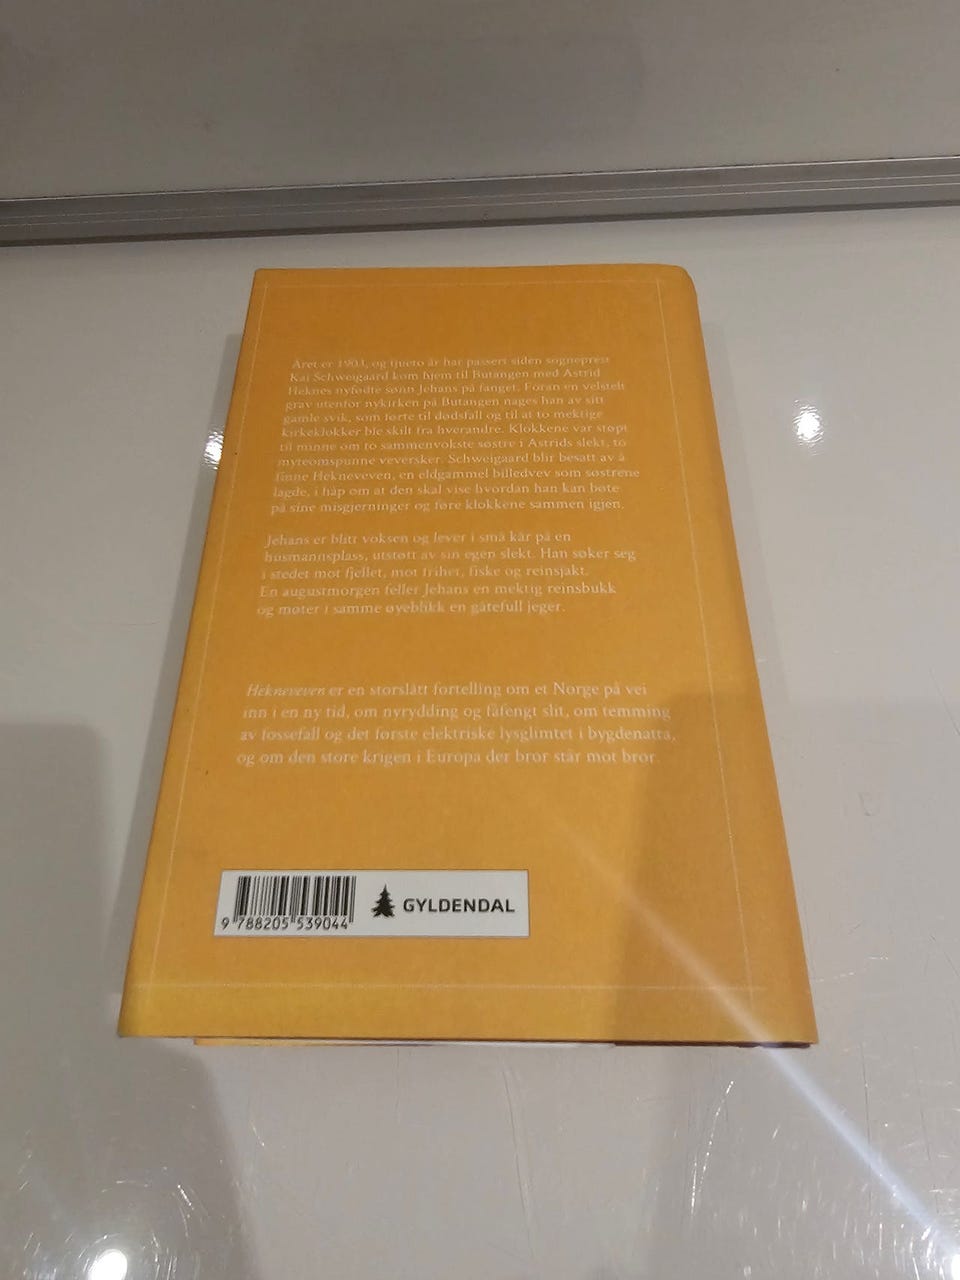 Året er 1903, og tjueto år har passert siden sogneprest
Kai Schweigaard kom hjem til Butangen med Astrid
Heknes nyfødte sønn Jehans på fanget. Foran en velstelt
grav utenfor nykirken på Butangen nages han av sitt
gamle svik, som førte til dødsfall og til at to mektige
kirkeklokker ble skilt fra hverandre. Klokkene var støpt
til minne om to sammenvokste søstre i Astrids slekt, to
myteomspunne veversker. Schweigaard blir besatt av å
finne Hekneveven, en eldgammel billedvev som søstrene
lagde, i håp om at den skal vise hvordan han kan bøte
på sine misgjerninger og føre klokkene sammen igjen.
Jehans er blitt voksen og lever i små kår på en
husmannsplass, utstøtt av sin egen slekt. Han søker seg
i stedet mot fjellet, mot frihet, fiske og reinsjakt.
En augustmorgen feller Jehans en mektig reinsbukk
og møter i samme øyeblikk en gåtefull jeger.
Hekneveven er en storslått fortelling om et Norge på vei
inn i en ny tid, om nyrydding og fåfengt slit, om temming
av fossefall og det første elektriske lysglimtet i bygdenatta,
og om den store krigen i Europa der bror står mot bror.
9 788205 539044
GYLDENDAL